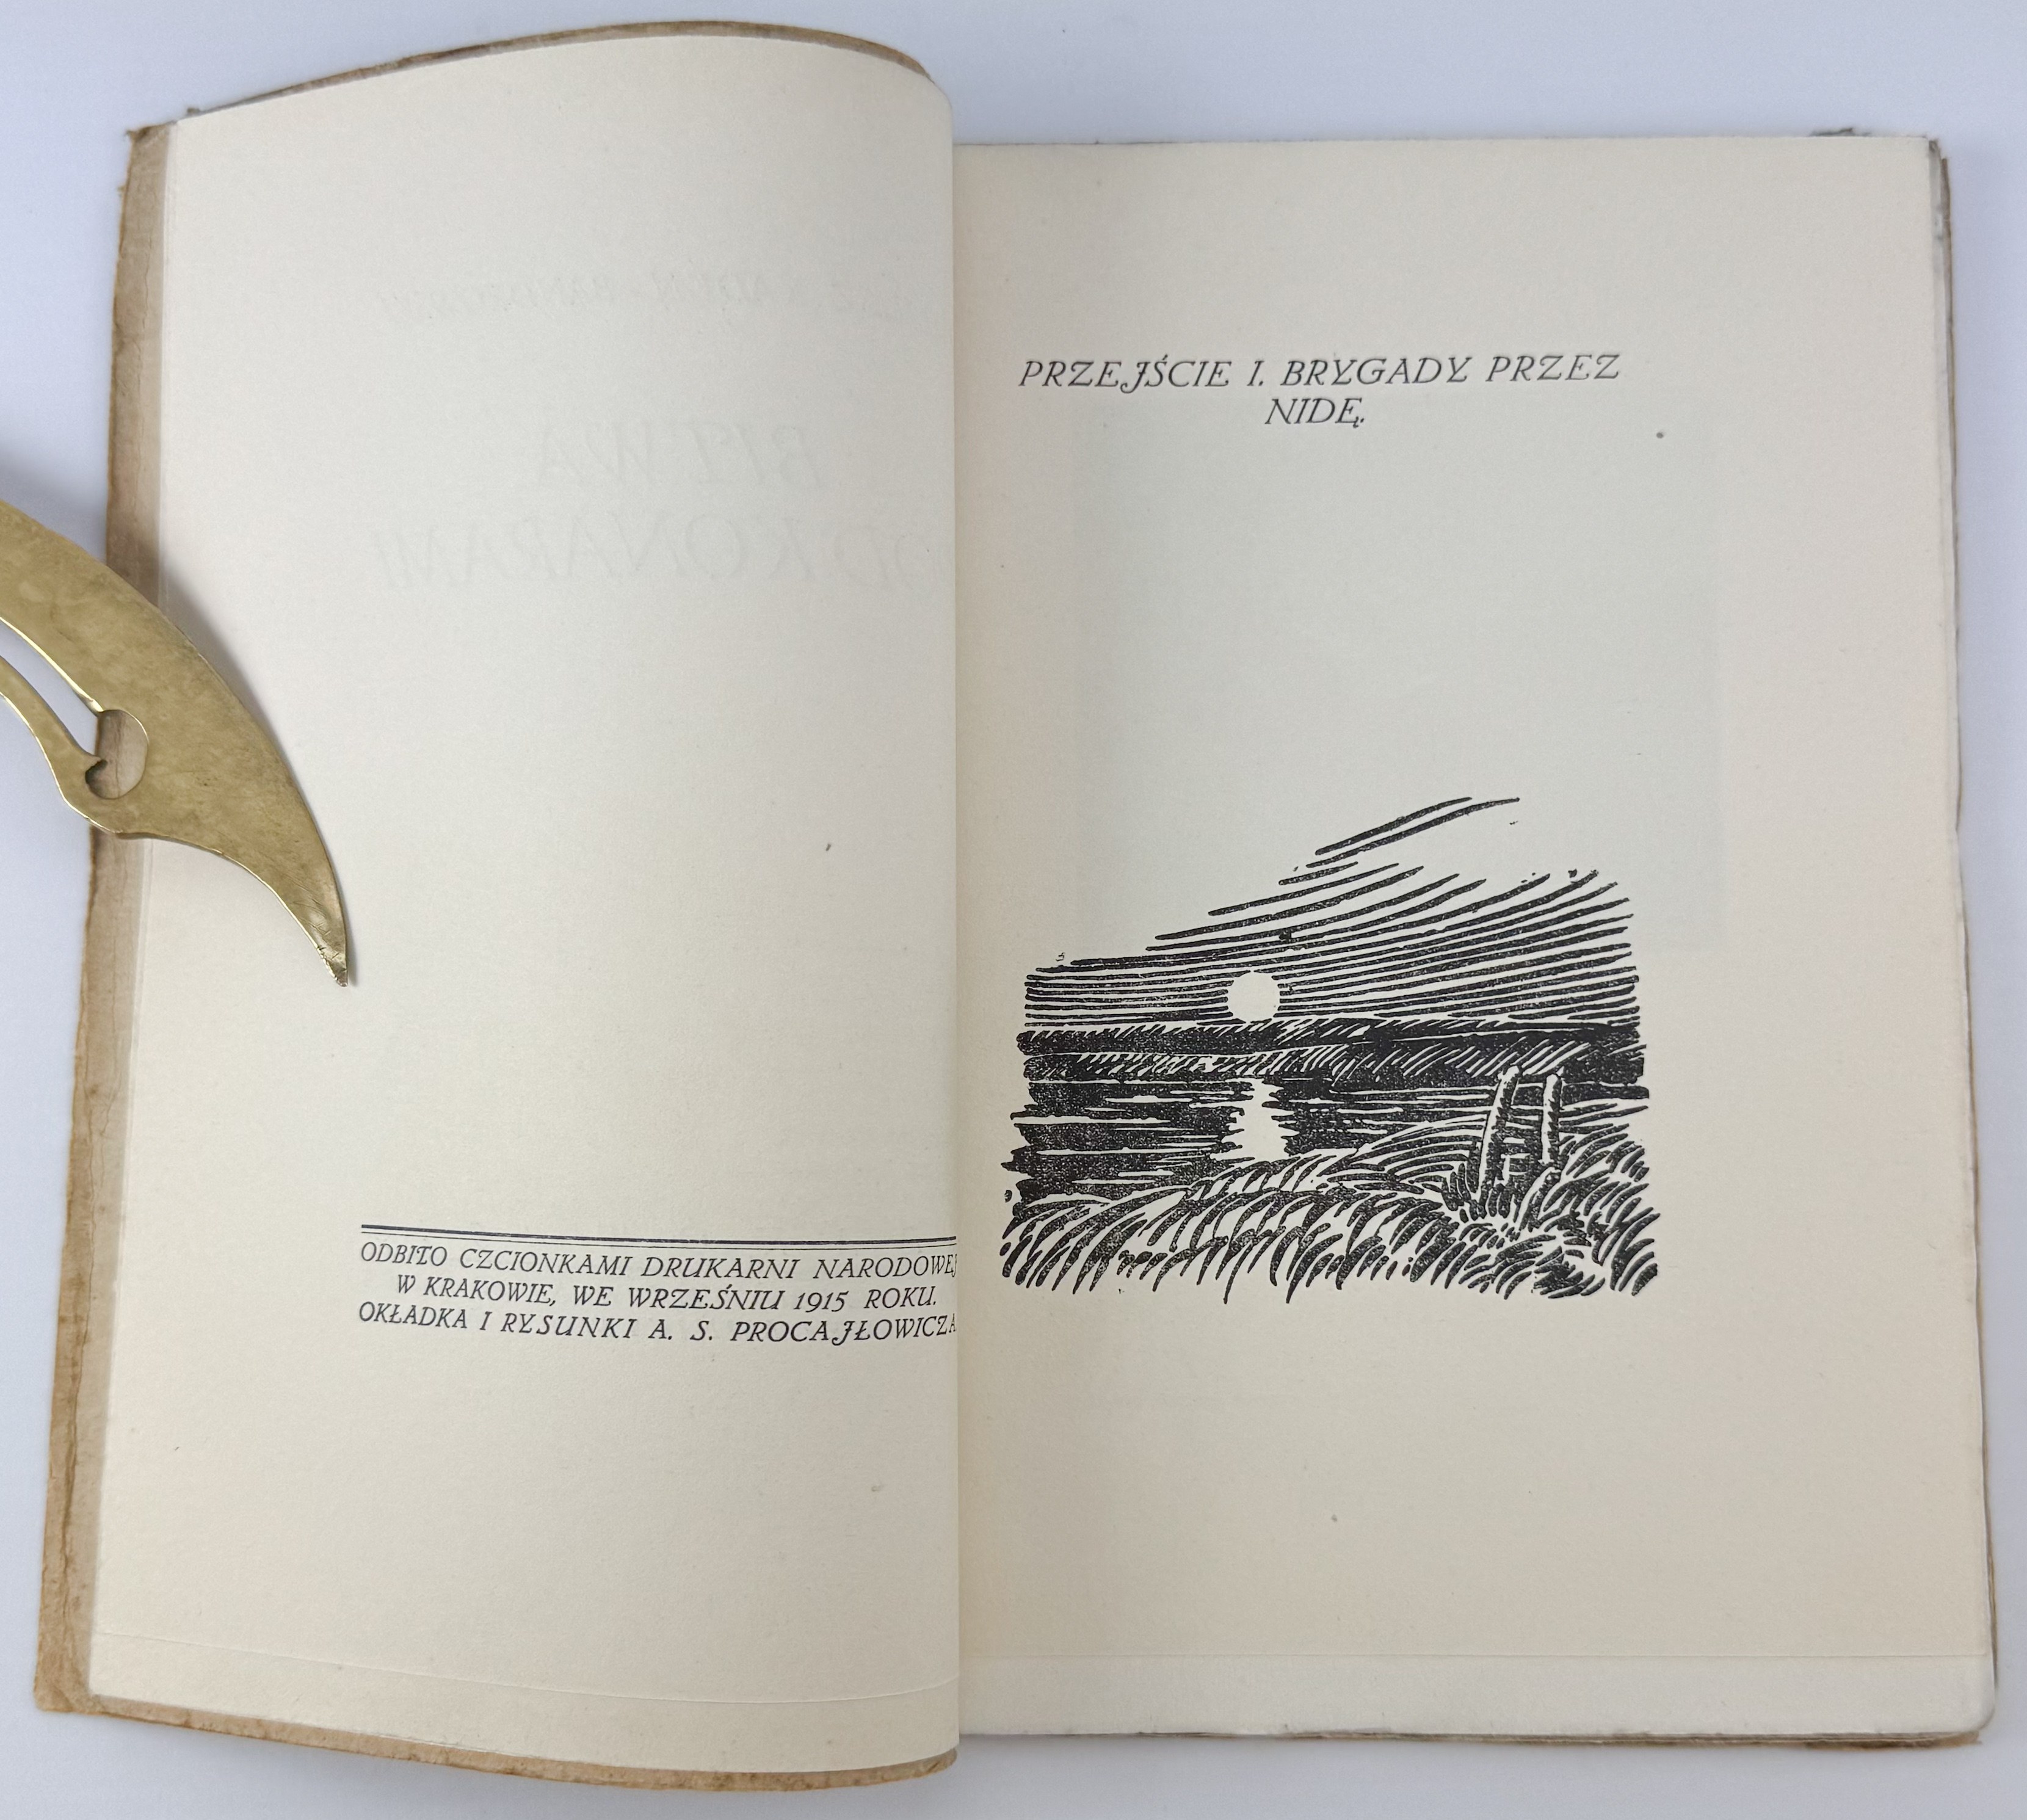 ODBITO CZCIONKAMI DRUKARNI NARODOWEJ
W KRAKOWIE, WE WRZEŚNIU 1915 ROKU.
OKŁADKA I RYSUNKI A. S. PROCAJŁOWICZA
PRZEJŚCIE I. BRYGADY PRZEZ
NIDĘ.